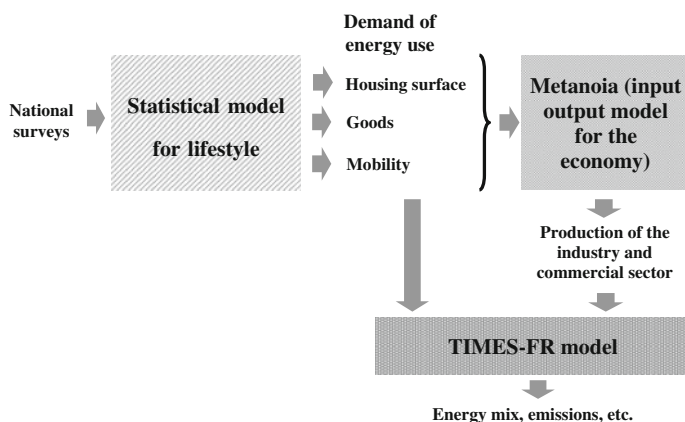 Demand of
energy use
National
surveys
Statistical model
for lifestyle
Housing surface
Goods
Mobility
Metanoia (input
output model
for the
economy)
Production of the
industry and
commercial sector
TIMES-FR model
Energy mix, emissions, etc.